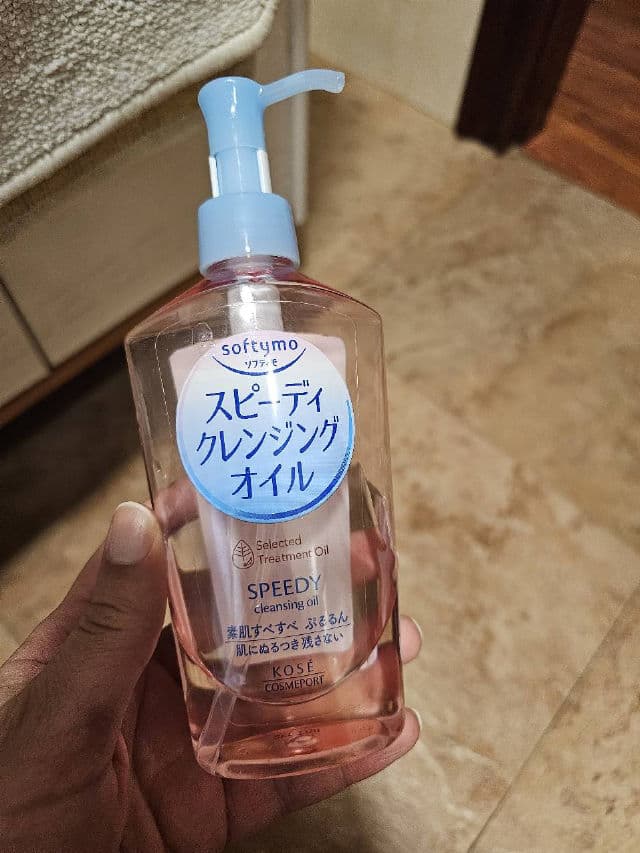 softymo
ソフティモ
スピーディ
クレンジング
オイル
Selected
Treatment Oil
SPEEDY
cleansing oil
素肌すべすべ ぷるるん
肌にぬるつき残さない
KOSÉ
COSMEPORT